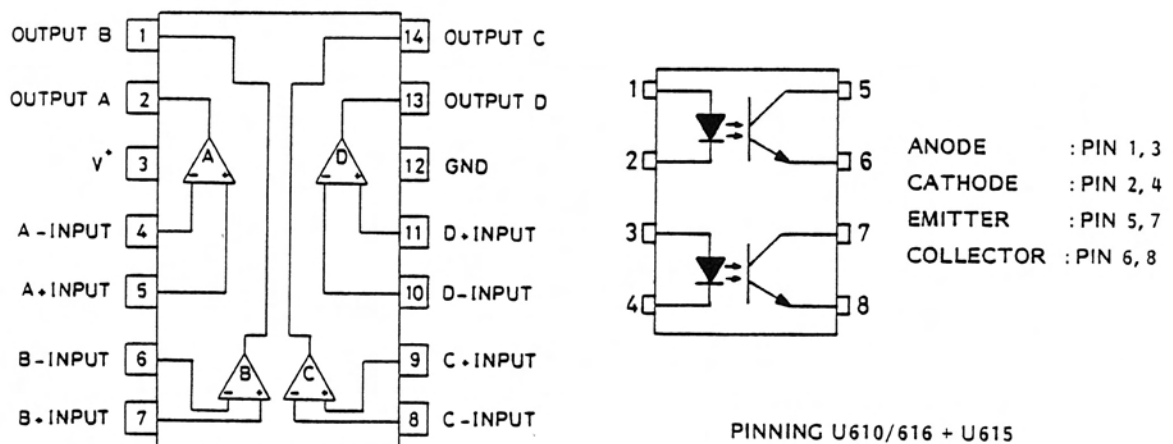 OUTPUT B 1 14 OUTPUT C
OUTPUT A 2 13 OUTPUT D
V+ 3 A D 12 GND
- + - +
A-INPUT 4 11 D+INPUT
A+INPUT 5 10 D-INPUT
B-INPUT 6 9 C+INPUT
B C
- + - +
B+INPUT 7 8 C-INPUT
1 5
2 6
3 7
4 8
ANODE : PIN 1, 3
CATHODE : PIN 2, 4
EMITTER : PIN 5, 7
COLLECTOR : PIN 6, 8
PINNING U610/616 + U615